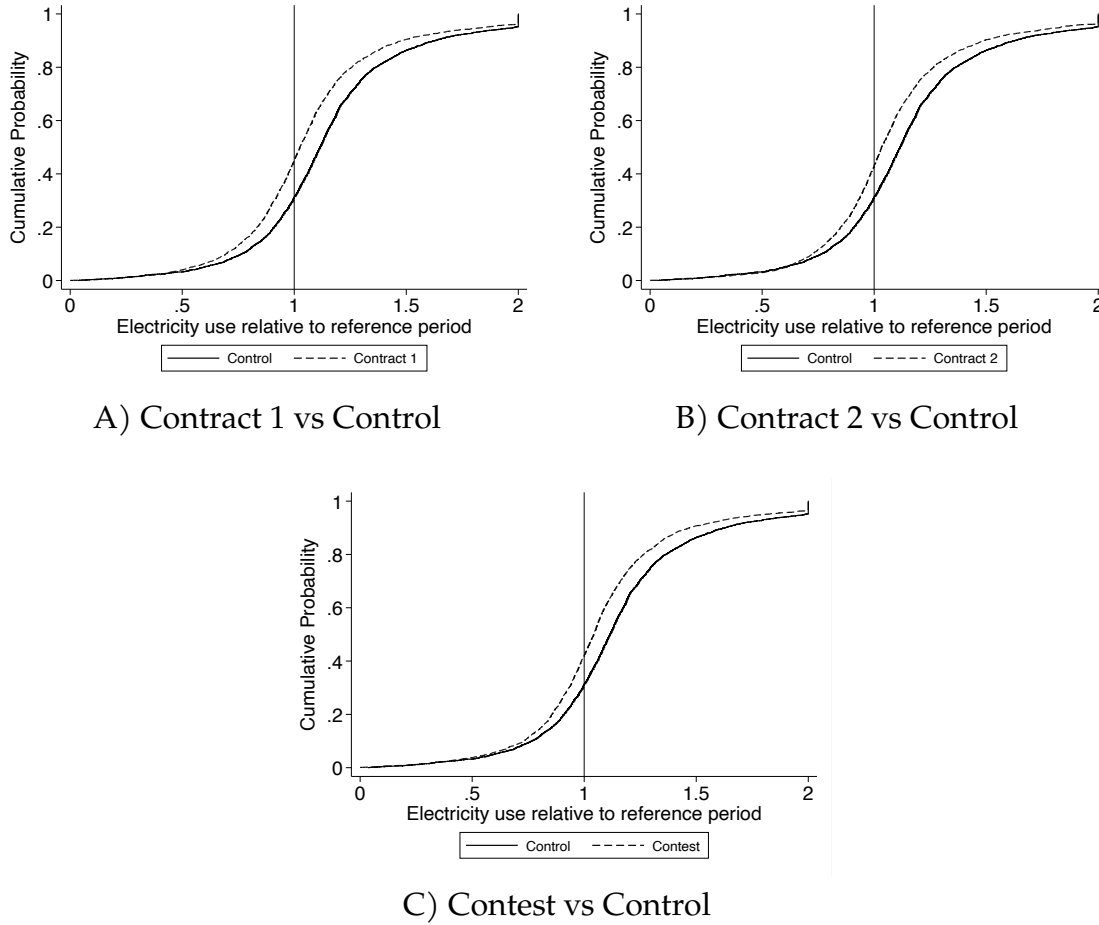 1
.8
.6
.4
.2
0
Cumulative Probability
0 .5 1 1.5 2
Electricity use relative to reference period
Control Contract 1
A) Contract 1 vs Control
1
.8
.6
.4
.2
0
Cumulative Probability
0 .5 1 1.5 2
Electricity use relative to reference period
Control Contract 2
B) Contract 2 vs Control
1
.8
.6
.4
.2
0
Cumulative Probability
0 .5 1 1.5 2
Electricity use relative to reference period
Control Contest
C) Contest vs Control